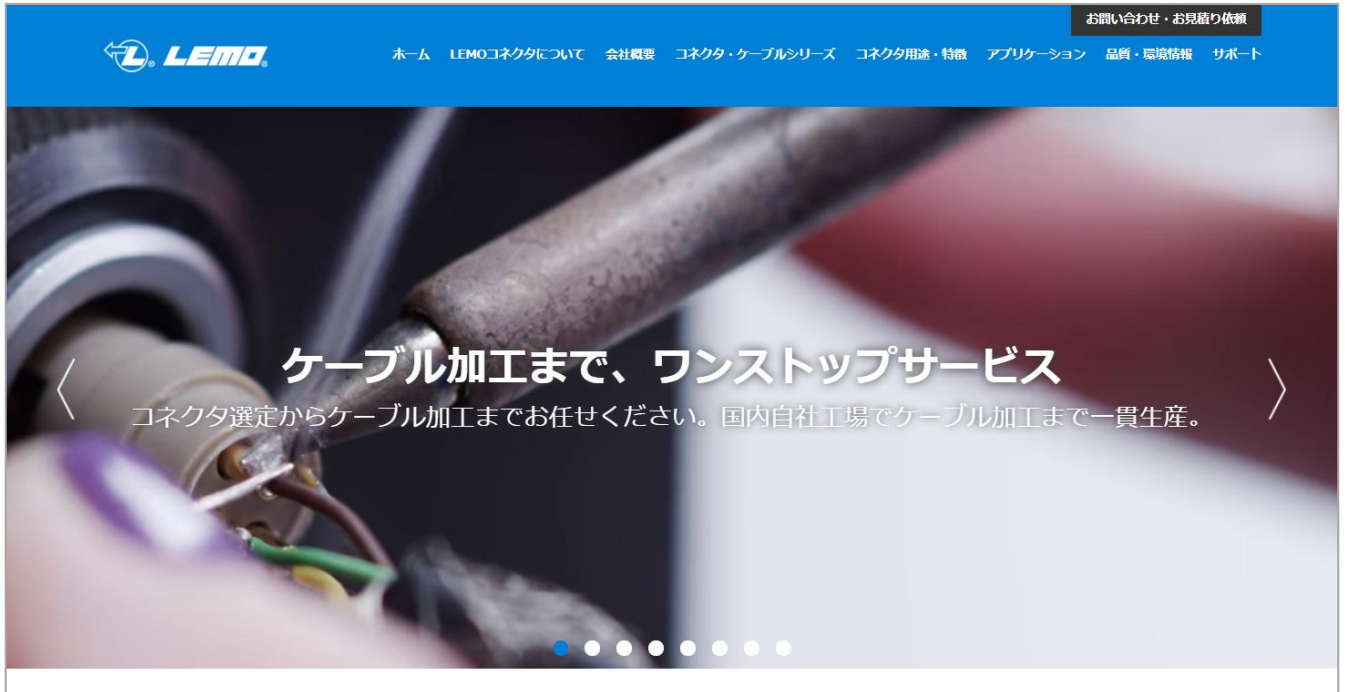 お問い合わせ・お見積り依頼
L. LEMO.
ホーム LEMOコネクタについて 会社概要 コネクタ・ケーブルシリーズ コネクタ用途・特徴 アプリケーション 品質・環境情報 サポート
ケーブル加工まで、ワンストップサービス
コネクタ選定からケーブル加工までお任せください。国内自社工場でケーブル加工まで一貫生産。